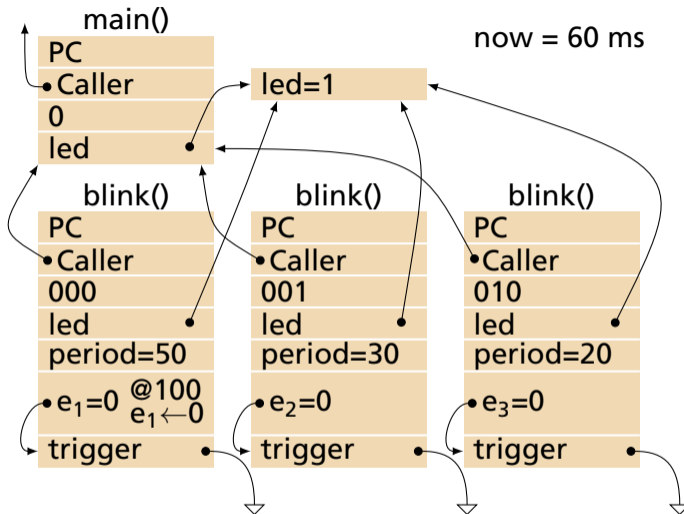 main()
PC
Caller
0
led
led=1
now = 60 ms
blink()
PC
Caller
000
led
period=50
e₁=0 @100
e₁←0
trigger
blink()
PC
Caller
001
led
period=30
e₂=0
trigger
blink()
PC
Caller
010
led
period=20
e₃=0
trigger